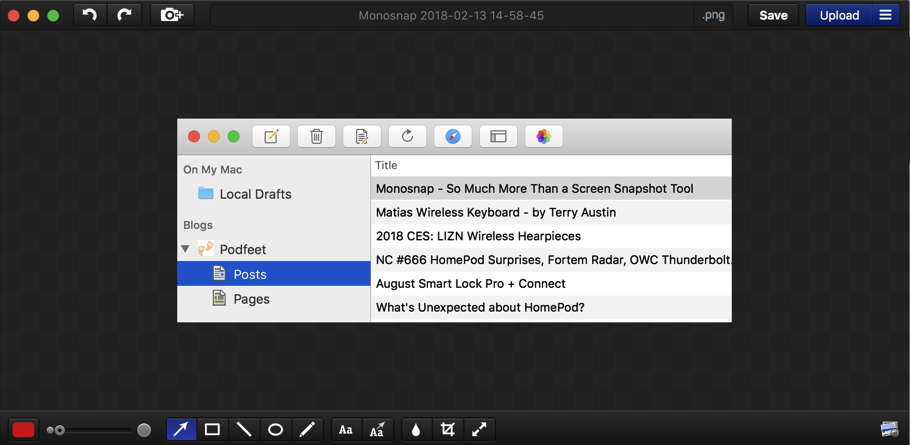 Monosnap 2018-02-13 14-58-45
.png
Save
Upload
On My Mac
Local Drafts
Blogs
Podfeet
Posts
Pages
Title
Monosnap - So Much More Than a Screen Snapshot Tool
Matias Wireless Keyboard - by Terry Austin
2018 CES: LIZN Wireless Hearpieces
NC #666 HomePod Surprises, Fortem Radar, OWC Thunderbolt.
August Smart Lock Pro + Connect
What's Unexpected about HomePod?
Aa
Aa